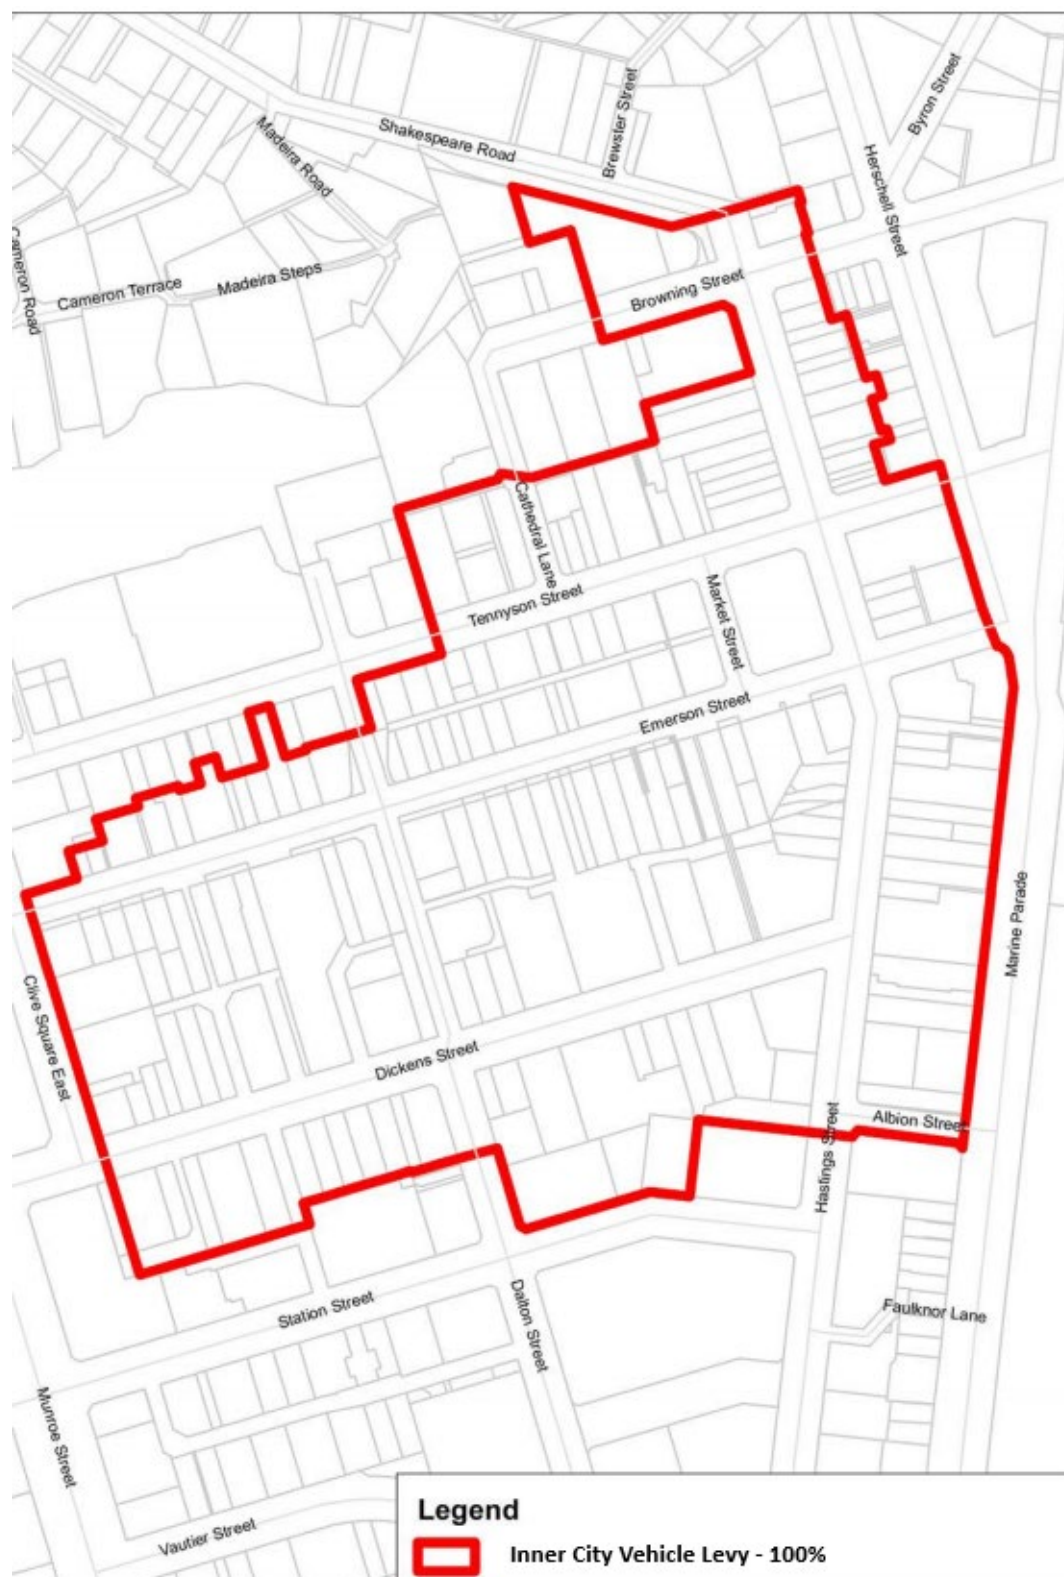 Shakespeare Road
Brewster Street
Byron Street
Madeira Road
Herschell Street
Cameron Road
Cameron Terrace
Madeira Steps
Browning Street
Cathedral Lane
Tennyson Street
Market Street
Emerson Street
Marine Parade
Clive Square East
Dickens Street
Albion Street
Hastings Street
Station Street
Dalton Street
Faulknor Lane
Munroe Street
Vautier Street
Legend
Inner City Vehicle Levy - 100%